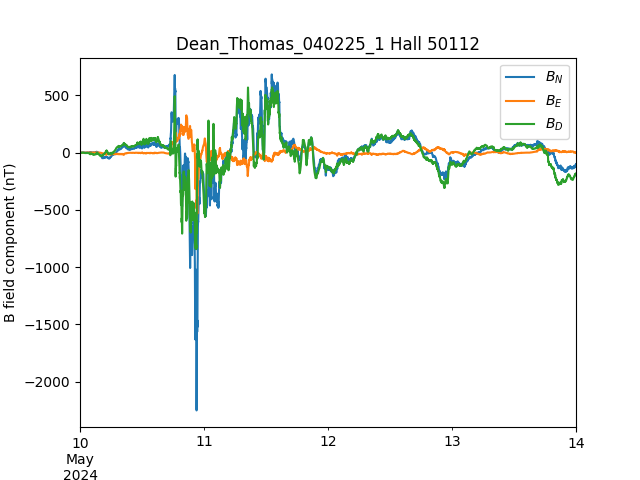 Dean_Thomas_040225_1 Hall 50112
B_N
B_E
B_D
B field component (nT)
500
0
−500
−1000
−1500
−2000
10
May
2024
11
12
13
14